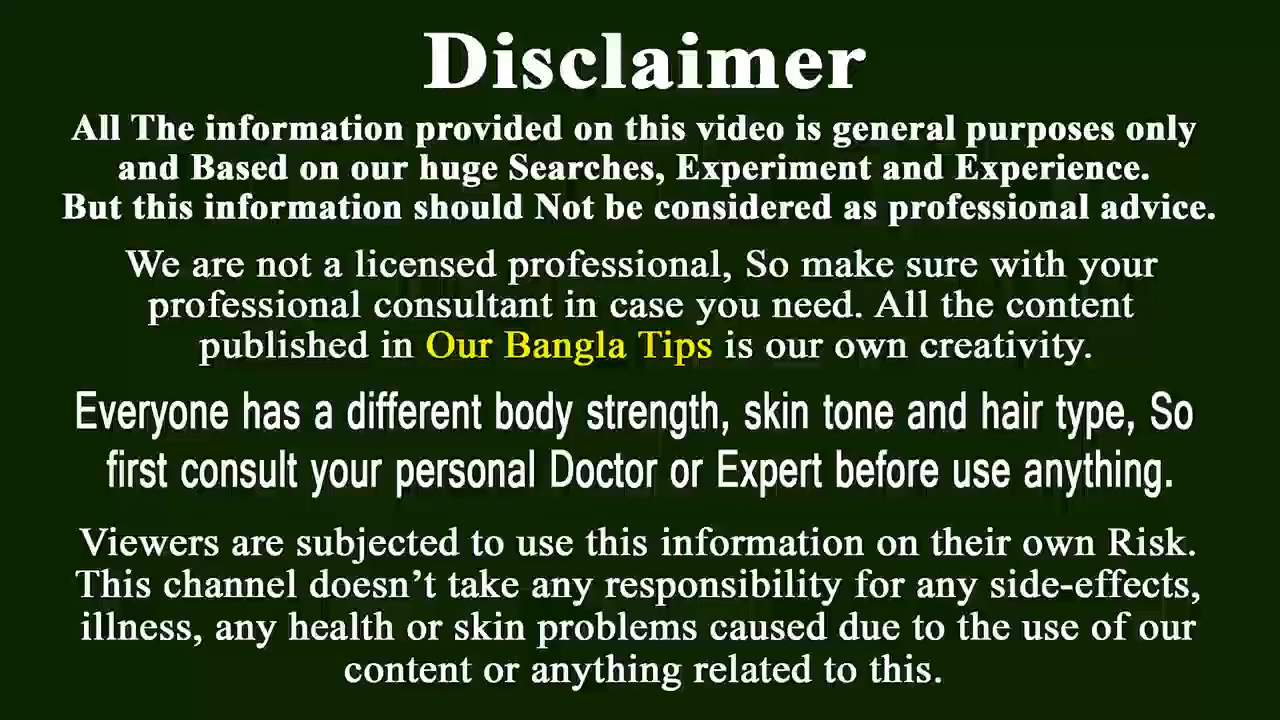 Disclaimer
All The information provided on this video is general purposes only
and Based on our huge Searches, Experiment and Experience.
But this information should Not be considered as professional advice.
We are not a licensed professional, So make sure with your
professional consultant in case you need. All the content
published in Our Bangla Tips is our own creativity.
Everyone has a different body strength, skin tone and hair type, So
first consult your personal Doctor or Expert before use anything.
Viewers are subjected to use this information on their own Risk.
This channel doesn’t take any responsibility for any side-effects,
illness, any health or skin problems caused due to the use of our
content or anything related to this.